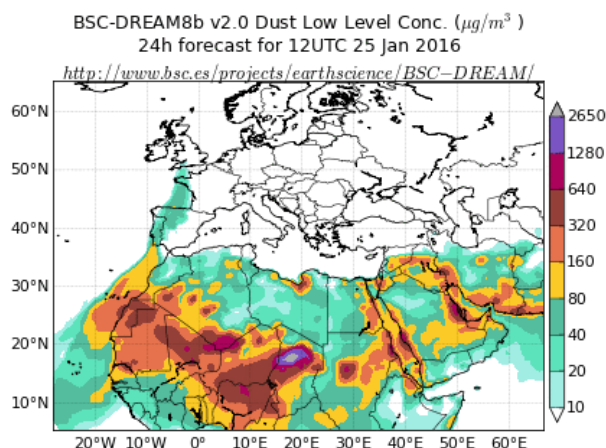 BSC-DREAM8b v2.0 Dust Low Level Conc. (μg/m³ )
24h forecast for 12UTC 25 Jan 2016
http://www.bsc.es/projects/earthscience/BSC−DREAM/
60°N
50°N
40°N
30°N
20°N
10°N
20°W 10°W 0° 10°E 20°E 30°E 40°E 50°E 60°E
2650
1280
640
320
160
80
40
20
10